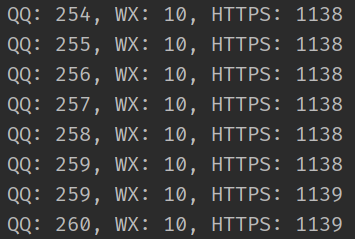 QQ: 254, WX: 10, HTTPS: 1138
QQ: 255, WX: 10, HTTPS: 1138
QQ: 256, WX: 10, HTTPS: 1138
QQ: 257, WX: 10, HTTPS: 1138
QQ: 258, WX: 10, HTTPS: 1138
QQ: 259, WX: 10, HTTPS: 1138
QQ: 259, WX: 10, HTTPS: 1139
QQ: 260, WX: 10, HTTPS: 1139